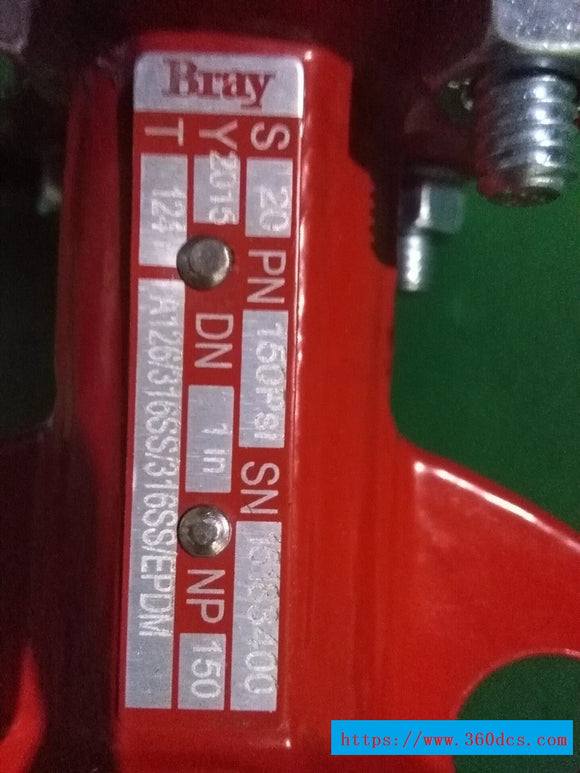 Bray
S 20 PN 150Psi SN
Y 2015 DN 1 in NP 150
T 124 A126/316SS/316SS/EPDM
https://www.360dcs.com